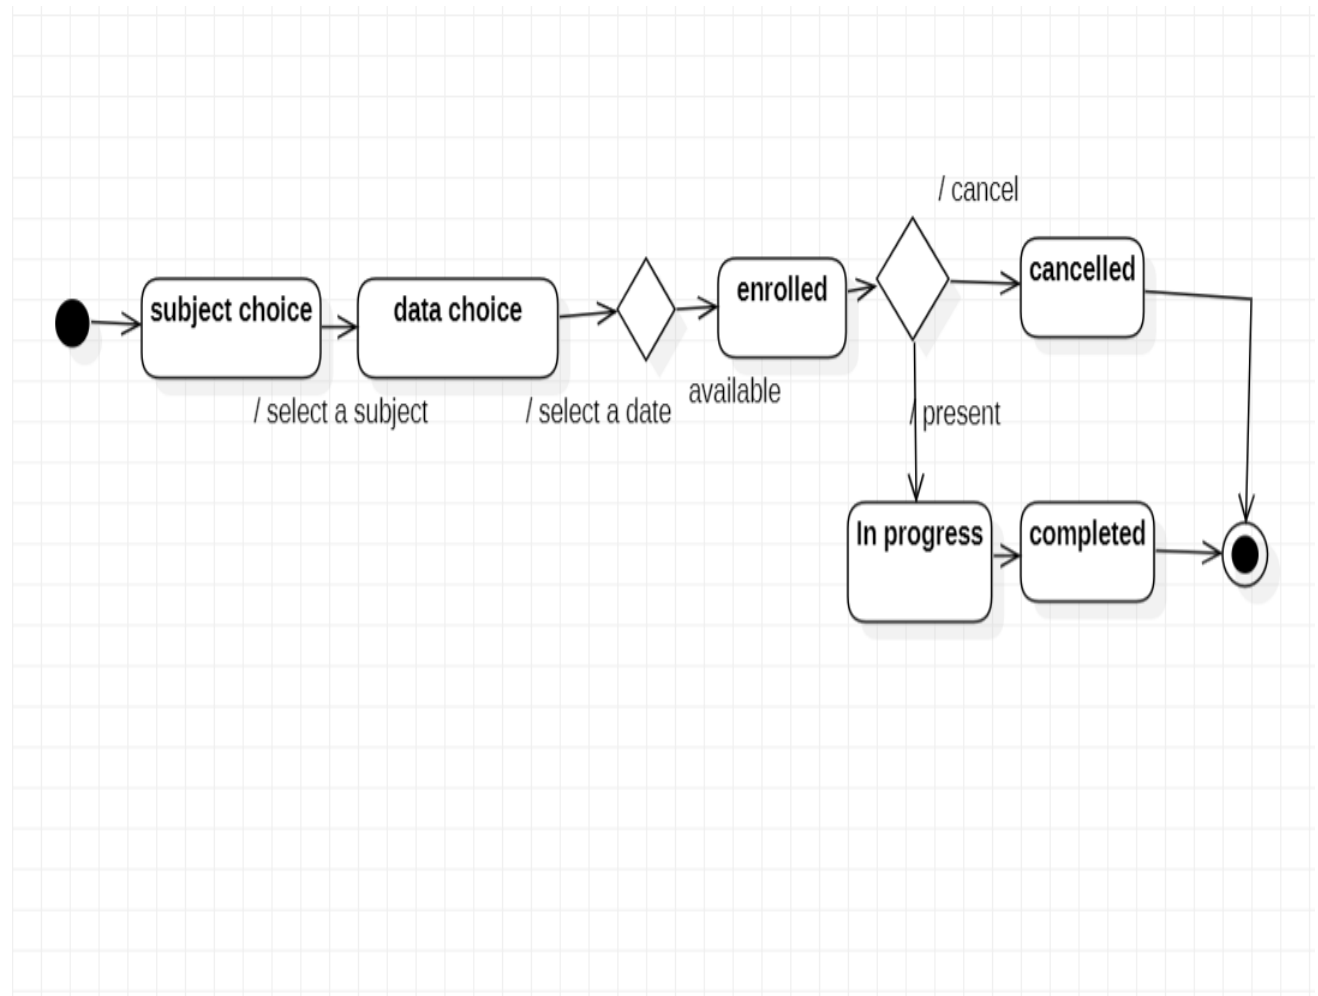 / cancel
subject choice
data choice
enrolled
cancelled
/ select a subject
/ select a date
available
/ present
In progress
completed